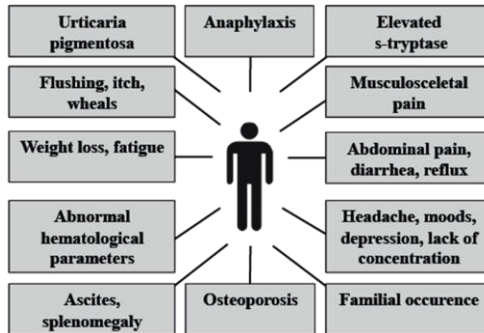 Urticaria
pigmentosa
Anaphylaxis
Elevated
s-tryptase
Flushing, itch,
wheals
Musculosceletal
pain
Weight loss, fatigue
Abdominal pain,
diarrhea, reflux
Abnormal
hematological
parameters
Headache, moods,
depression, lack of
concentration
Ascites,
splenomegaly
Osteoporosis
Familial occurence